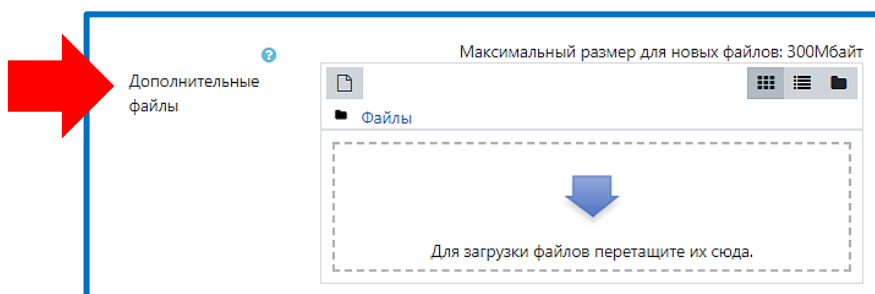 Максимальный размер для новых файлов: 300Мбайт
Дополнительные
файлы
Файлы
Для загрузки файлов перетащите их сюда.